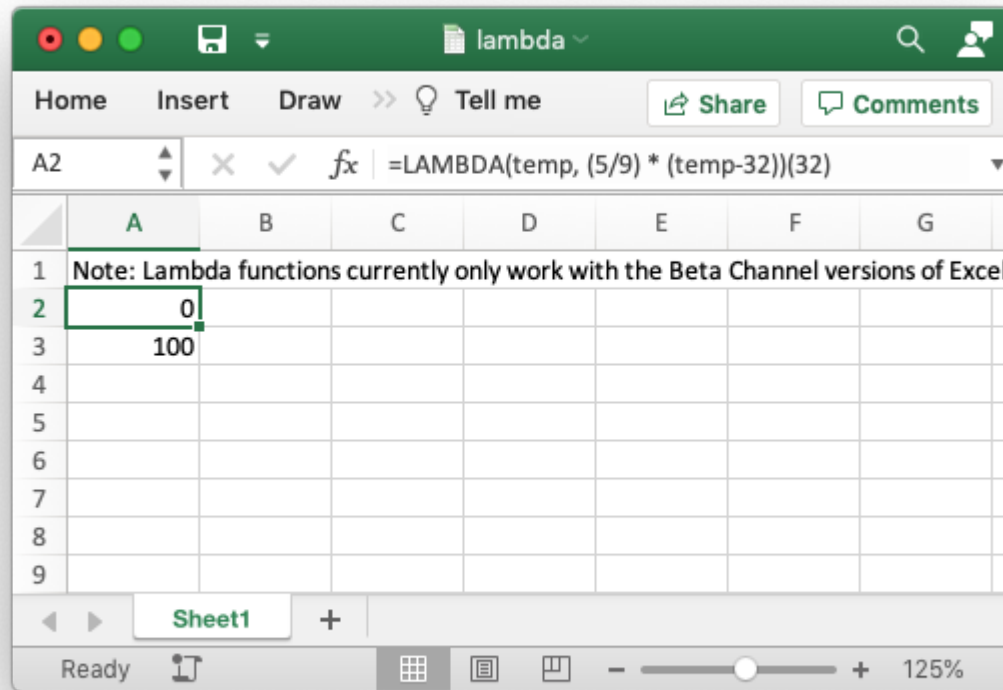 lambda
Home Insert Draw >> Tell me Share Comments
A2 fx =LAMBDA(temp, (5/9) * (temp-32))(32)
A B C D E F G
1 Note: Lambda functions currently only work with the Beta Channel versions of Excel
2 0
3 100
4
5
6
7
8
9
Sheet1 +
Ready − + 125%